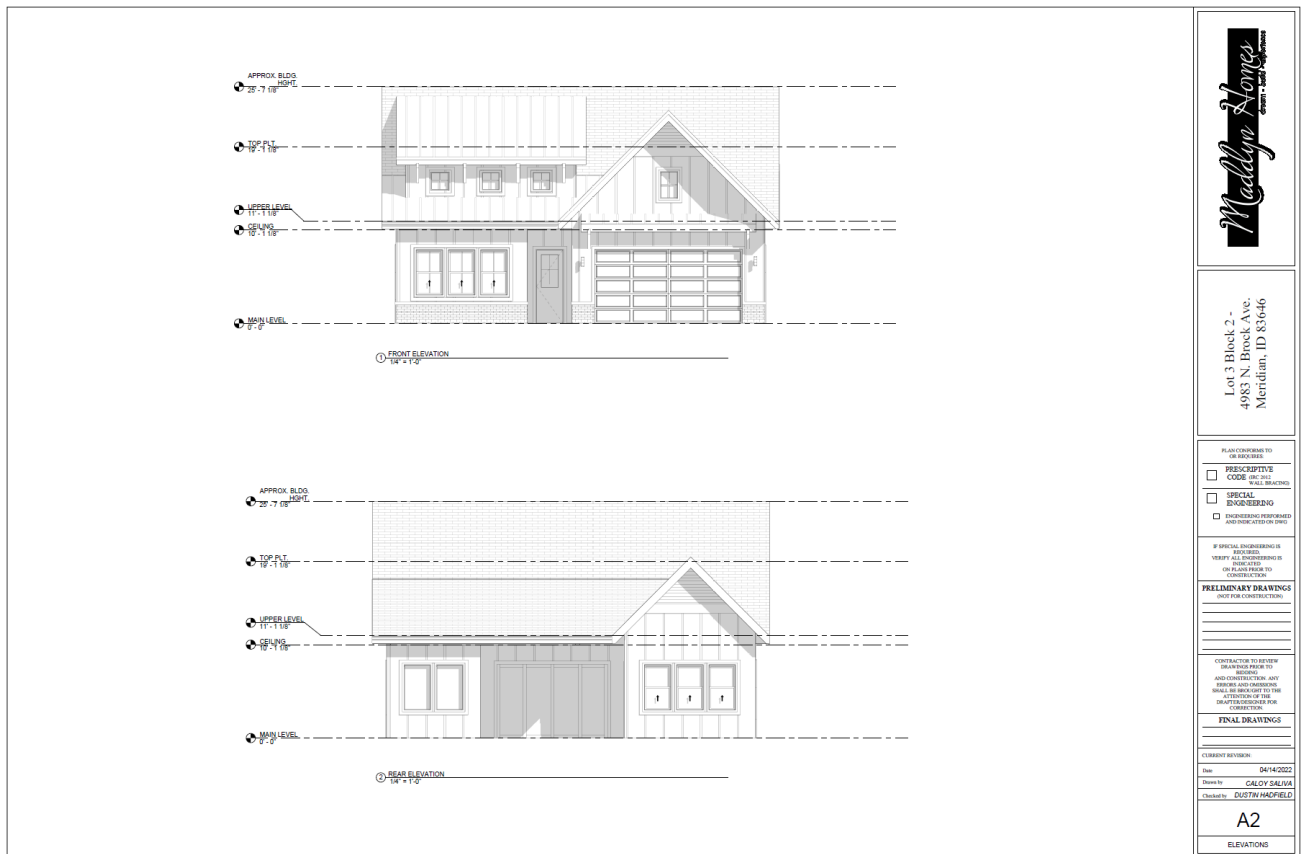 APPROX. BLDG.
HGHT.
25' - 7 1/8"
TOP PLT.
19' - 1 1/8"
UPPER LEVEL
11' - 1 1/8"
CEILING
10' - 1 1/8"
MAIN LEVEL
0' - 0"
1 FRONT ELEVATION
1/4" = 1'-0"
APPROX. BLDG.
HGHT.
25' - 7 1/8"
TOP PLT.
19' - 1 1/8"
UPPER LEVEL
11' - 1 1/8"
CEILING
10' - 1 1/8"
MAIN LEVEL
0' - 0"
2 REAR ELEVATION
1/4" = 1'-0"
Maddlyn Homes
dream • build • experience
Lot 3 Block 2 -
4983 N. Brock Ave.
Meridian, ID 83646
PLAN CONFORMS TO
OR REQUIRES:
PRESCRIPTIVE
CODE (IRC 2012
WALL BRACING)
SPECIAL
ENGINEERING
ENGINEERING PERFORMED
AND INDICATED ON DWG
IF SPECIAL ENGINEERING IS
REQUIRED,
VERIFY ALL ENGINEERING IS
INDICATED
ON PLANS PRIOR TO
CONSTRUCTION
PRELIMINARY DRAWINGS
(NOT FOR CONSTRUCTION)
CONTRACTOR TO REVIEW
DRAWINGS PRIOR TO
BIDDING
AND CONSTRUCTION. ANY
ERRORS AND OMISSIONS
SHALL BE BROUGHT TO THE
ATTENTION OF THE
DRAFTER/DESIGNER FOR
CORRECTION
FINAL DRAWINGS
CURRENT REVISION:
Date 04/14/2022
Drawn by CALOY SALIVA
Checked by DUSTIN HADFIELD
A2
ELEVATIONS